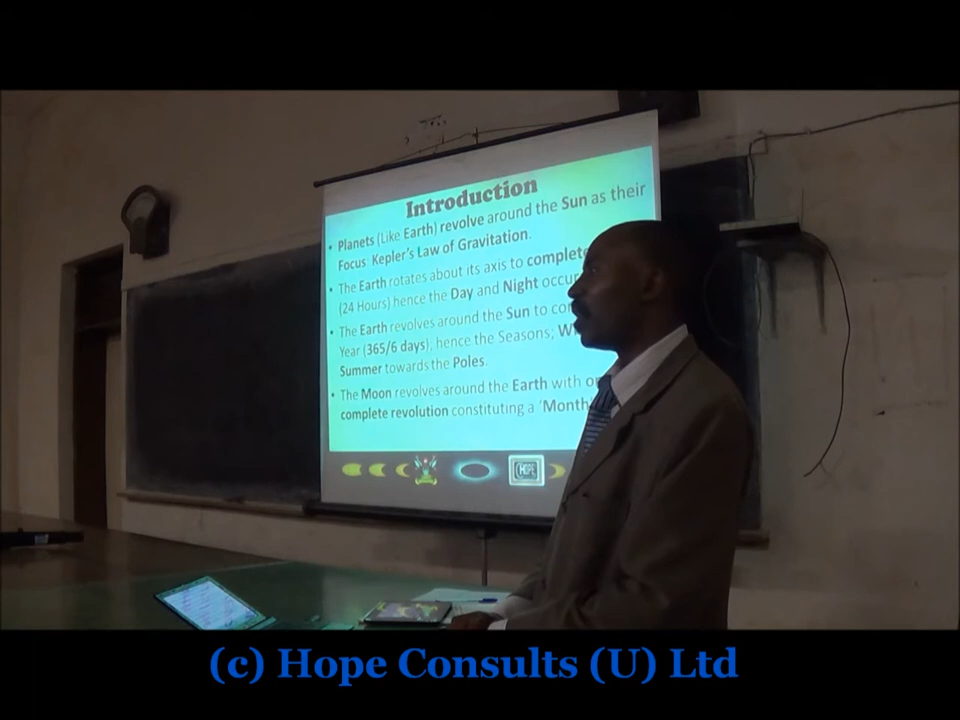 Introduction
• Planets (Like Earth) revolve around the Sun as their
Focus: Kepler's Law of Gravitation.
• The Earth rotates about its axis to complete
(24 Hours) hence the Day and Night occur
• The Earth revolves around the Sun to
Year (365/6 days), hence the Seasons;
Summer towards the Poles.
• The Moon revolves around the Earth with
complete revolution constituting a 'Month
HOPE
(c) Hope Consults (U) Ltd